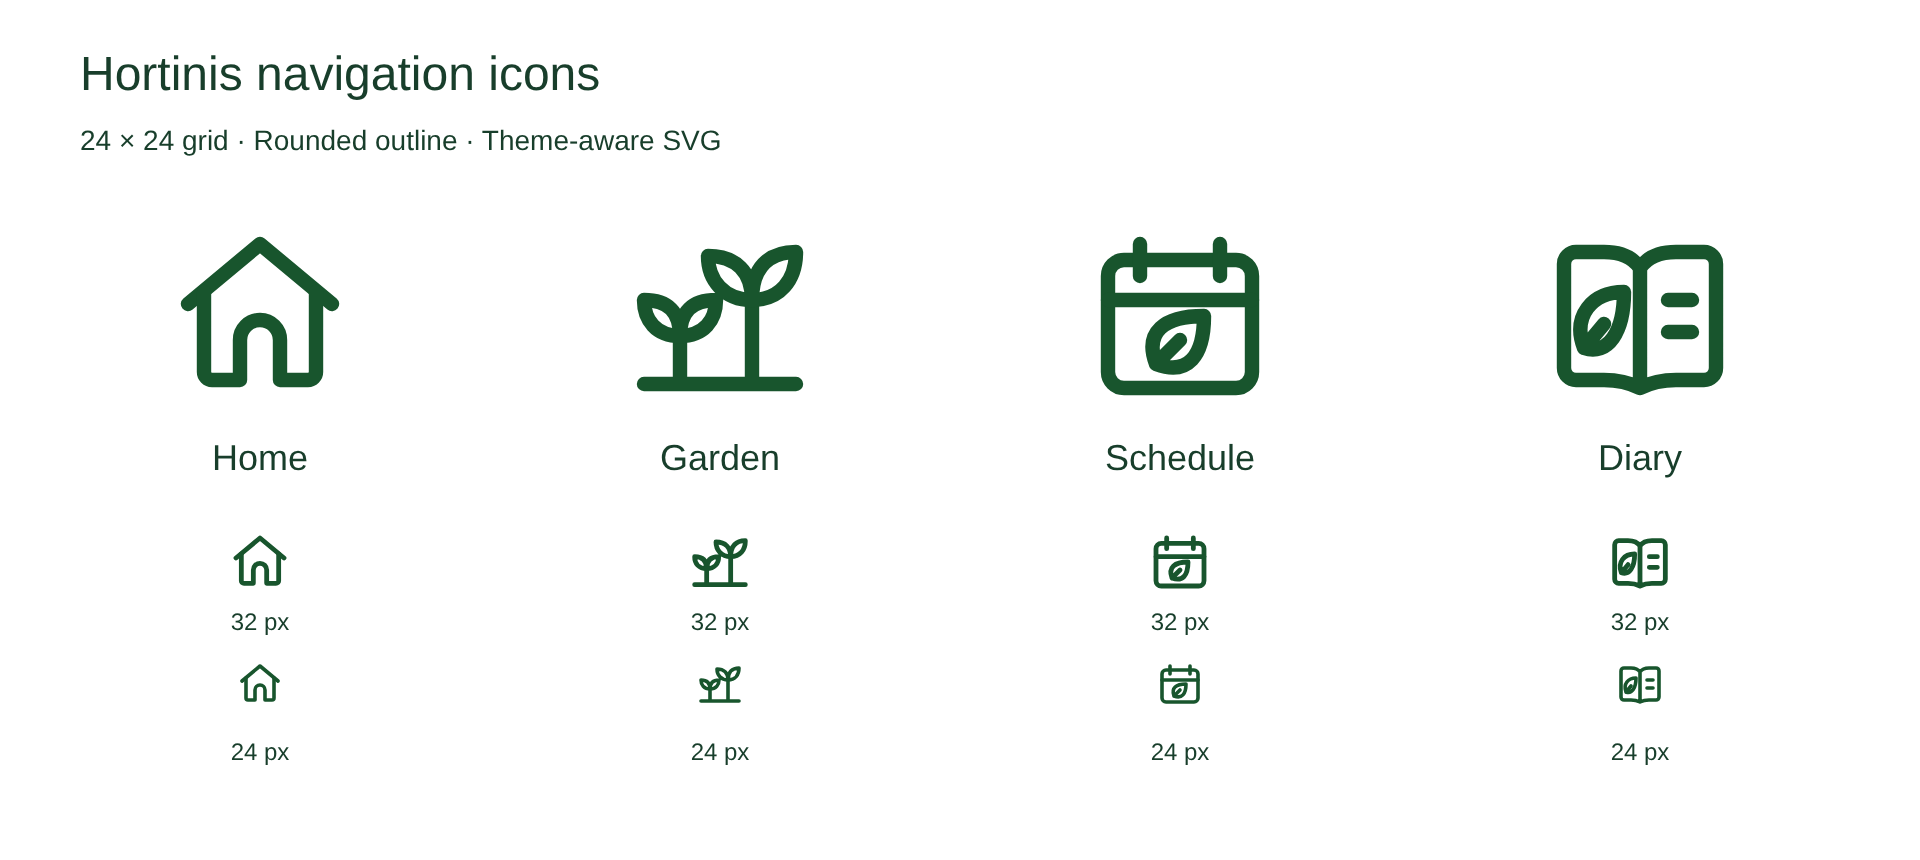 Hortinis navigation icons
24 × 24 grid · Rounded outline · Theme-aware SVG
Home
Garden
Schedule
Diary
32 px
32 px
32 px
32 px
24 px
24 px
24 px
24 px